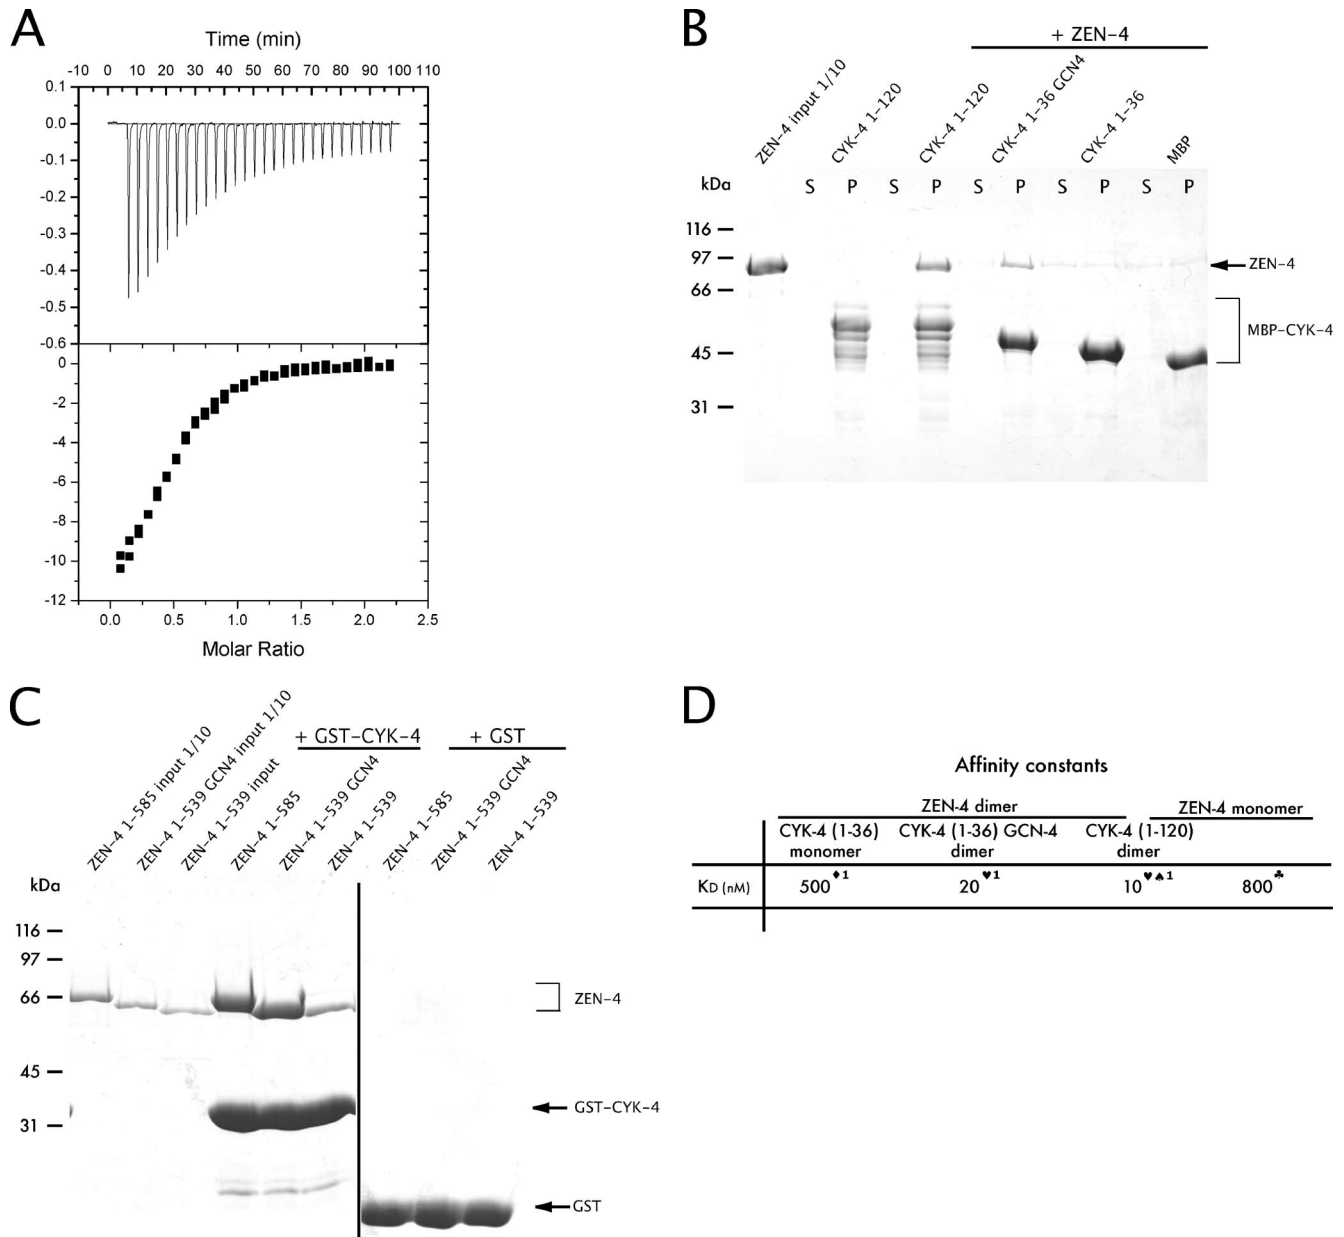 A
Time (min)
-10 0 10 20 30 40 50 60 70 80 90 100 110
0.1
0.0
-0.1
-0.2
-0.3
-0.4
-0.5
-0.6
0
-2
-4
-6
-8
-10
-12
0.0 0.5 1.0 1.5 2.0 2.5
Molar Ratio
B
+ ZEN-4
ZEN-4 input 1/10
CYK-4 1-120
CYK-4 1-120
CYK-4 1-36 GCN4
CYK-4 1-36
MBP
kDa S P S P S P S P S P
116
97
66
45
31
ZEN-4
MBP-CYK-4
C
+ GST-CYK-4
+ GST
ZEN-4 1-585 input 1/10
ZEN-4 1-539 GCN4 input 1/10
ZEN-4 1-539 input
ZEN-4 1-585
ZEN-4 1-539 GCN4
ZEN-4 1-539
ZEN-4 1-585
ZEN-4 1-539 GCN4
ZEN-4 1-539
kDa
116
97
66
45
31
ZEN-4
GST-CYK-4
GST
D
Affinity constants
ZEN-4 dimer ZEN-4 monomer
CYK-4 (1-36) CYK-4 (1-36) GCN-4 CYK-4 (1-120)
monomer dimer dimer
KD (nM) 500♦1 20♥1 10♥♠1 800♣